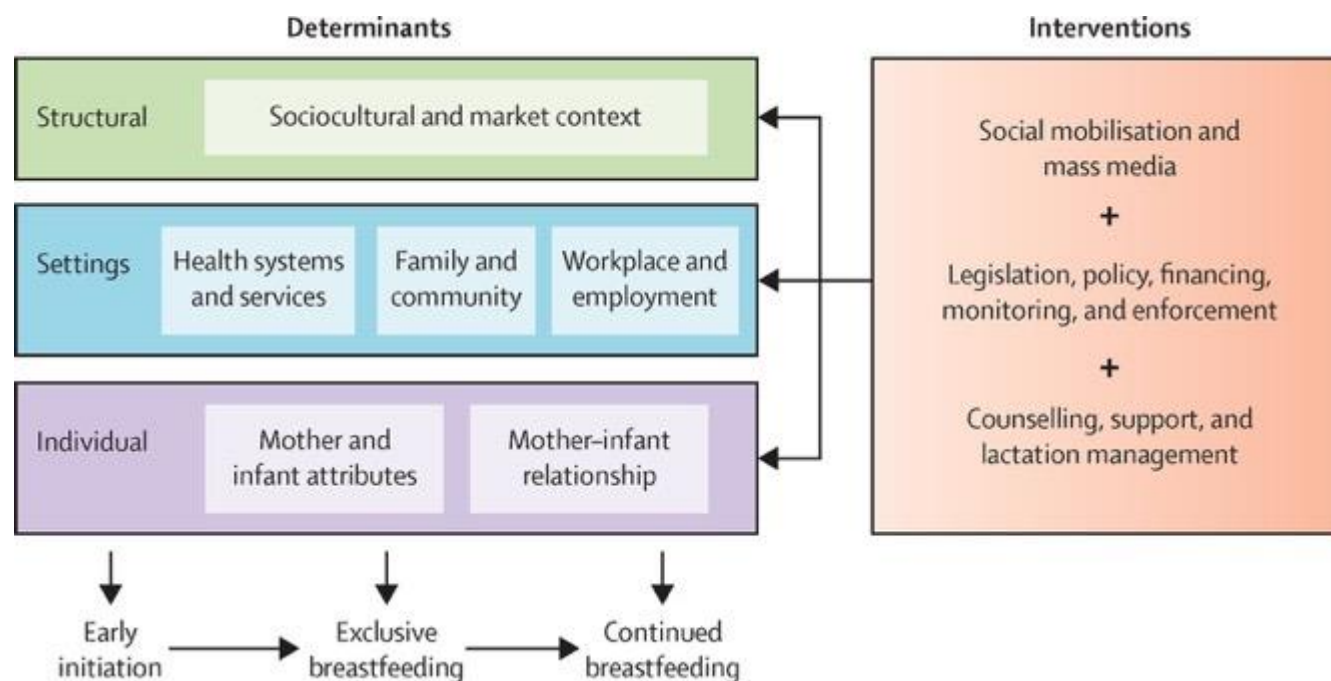 Determinants
Interventions
Structural
Sociocultural and market context
Settings
Health systems
and services
Family and
community
Workplace and
employment
Individual
Mother and
infant attributes
Mother–infant
relationship
Early
initiation
Exclusive
breastfeeding
Continued
breastfeeding
Social mobilisation and
mass media
+
Legislation, policy, financing,
monitoring, and enforcement
+
Counselling, support, and
lactation management